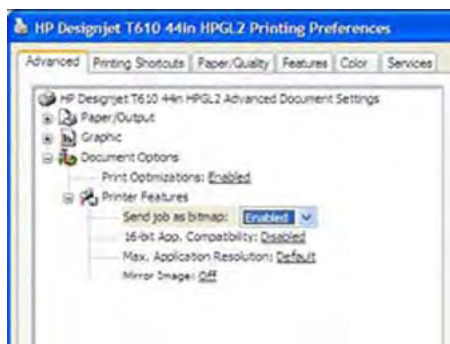 HP Designjet T610 44in HPGL2 Printing Preferences
Advanced Printing Shortcuts Paper/Quality Features Color Services
HP Designjet T610 44in HPGL2 Advanced Document Settings
Paper/Output
Graphic
Document Options
Print Optimizations: Enabled
Printer Features
Send job as bitmap: Enabled
16-bit App. Compatibility: Disabled
Max. Application Resolution: Default
Mirror Image: Off